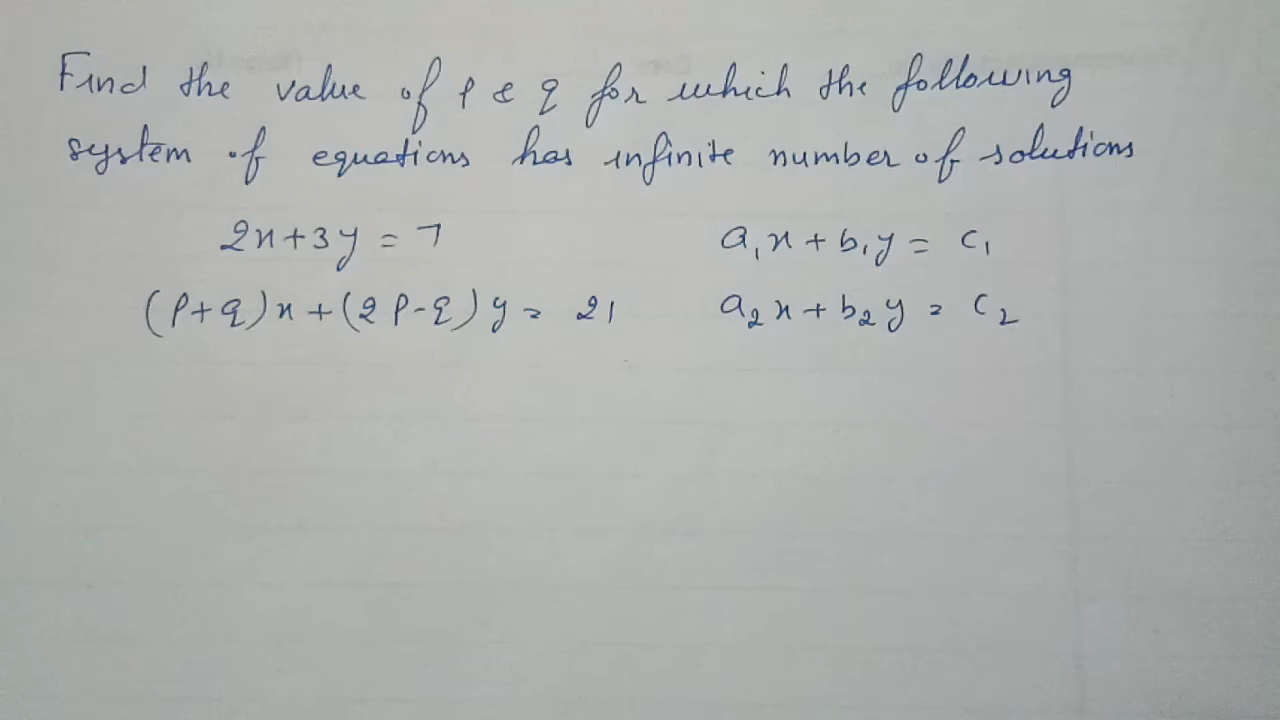 Find the value of p & q for which the following
system of equations has infinite number of solutions
2x+3y = 7
a₁x + b₁y = c₁
(p+q)x+(2p-q)y = 21
a₂x + b₂y = c₂